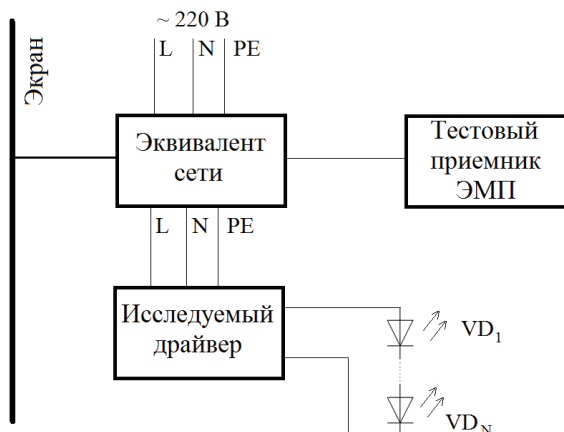 ~ 220 В
L N PE
Экран
Эквивалент
сети
Тестовый
приемник
ЭМП
L N PE
Исследуемый
драйвер
VD1
VDN